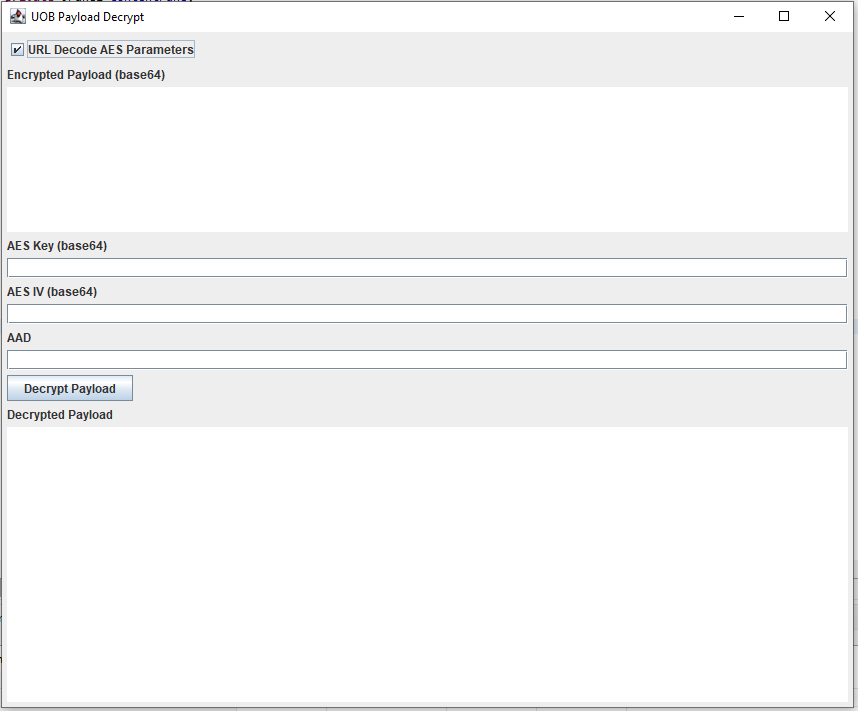 UOB Payload Decrypt
URL Decode AES Parameters
Encrypted Payload (base64)
AES Key (base64)
AES IV (base64)
AAD
Decrypt Payload
Decrypted Payload